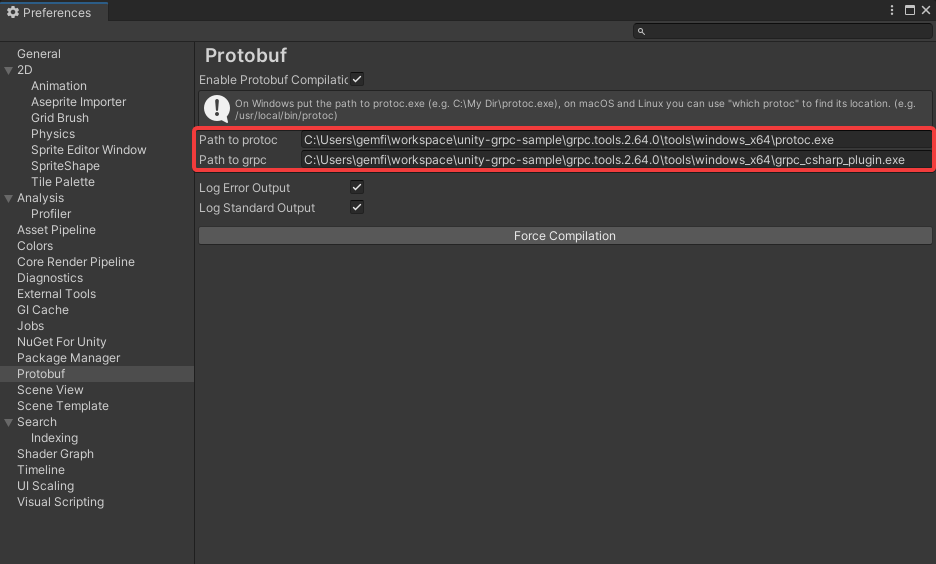 Preferences
General
2D
Animation
Aseprite Importer
Grid Brush
Physics
Sprite Editor Window
SpriteShape
Tile Palette
Analysis
Profiler
Asset Pipeline
Colors
Core Render Pipeline
Diagnostics
External Tools
GI Cache
Jobs
NuGet For Unity
Package Manager
Protobuf
Scene View
Scene Template
Search
Indexing
Shader Graph
Timeline
UI Scaling
Visual Scripting
Protobuf
Enable Protobuf Compilatic
On Windows put the path to protoc.exe (e.g. C:\My Dir\protoc.exe), on macOS and Linux you can use "which protoc" to find its location. (e.g.
/usr/local/bin/protoc)
Path to protoc C:\Users\gemfi\workspace\unity-grpc-sample\grpc.tools.2.64.0\tools\windows_x64\protoc.exe
Path to grpc C:\Users\gemfi\workspace\unity-grpc-sample\grpc.tools.2.64.0\tools\windows_x64\grpc_csharp_plugin.exe
Log Error Output
Log Standard Output
Force Compilation